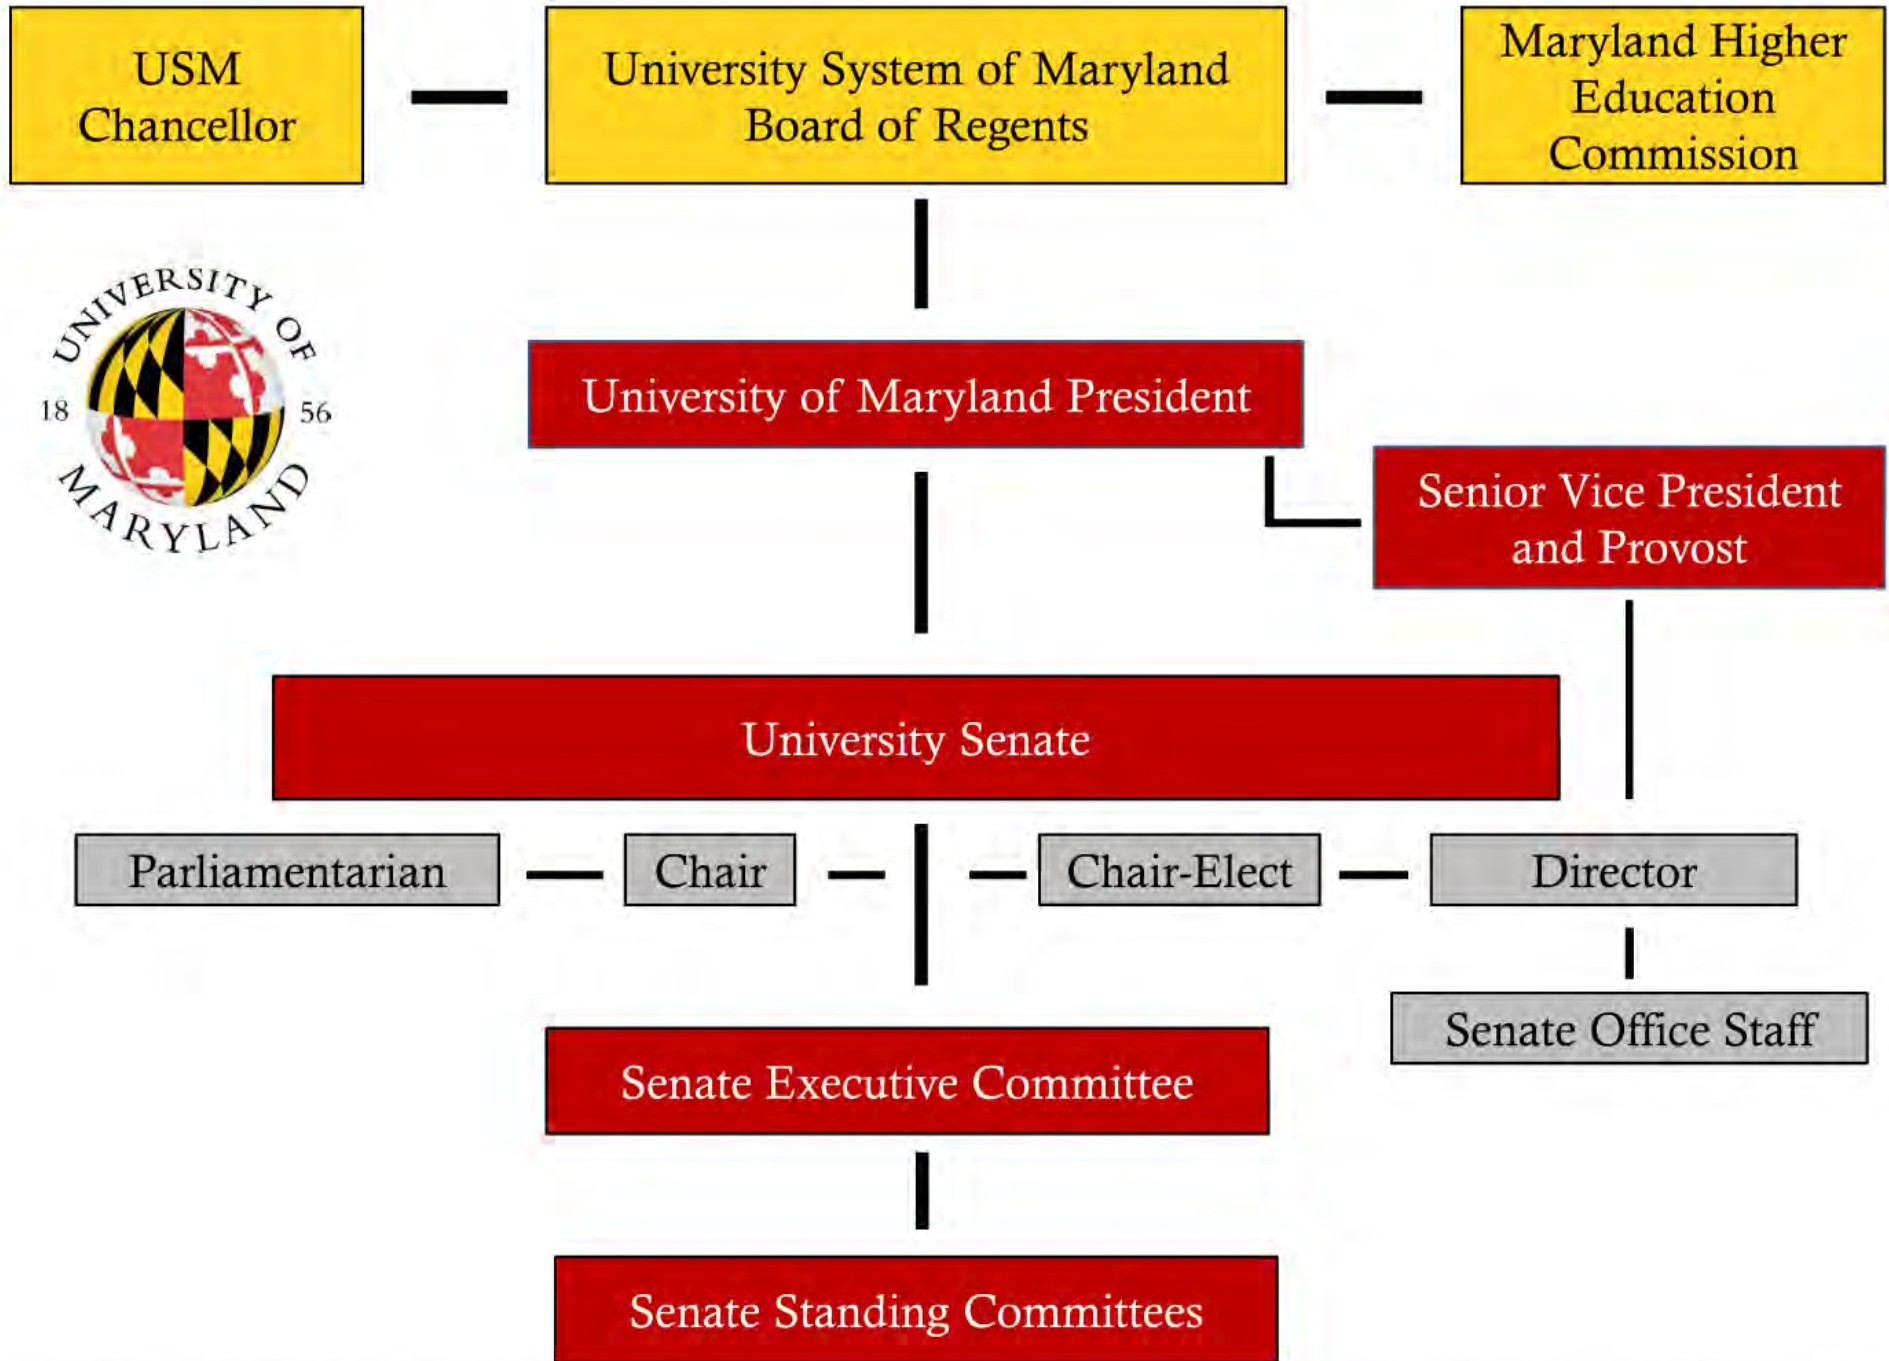 USM
Chancellor
University System of Maryland
Board of Regents
Maryland Higher
Education
Commission
UNIVERSITY OF
18 56
MARYLAND
University of Maryland President
Senior Vice President
and Provost
University Senate
Parliamentarian
Chair
Chair-Elect
Director
Senate Office Staff
Senate Executive Committee
Senate Standing Committees